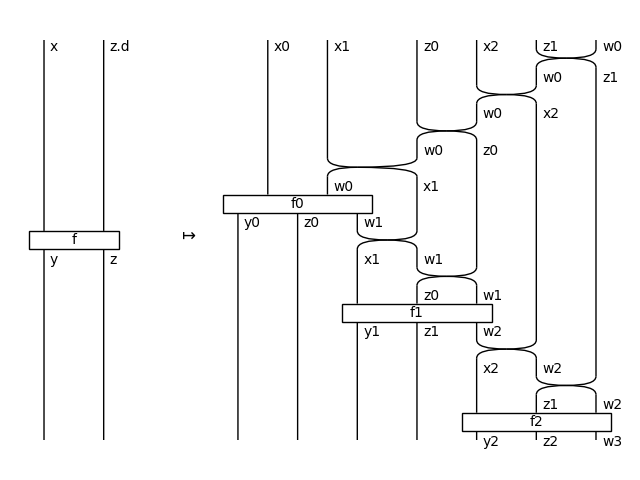 x z.d x0 x1 z0 x2 z1 w0
w0 z1
w0 x2
w0 z0
w0 x1
f0
y0 z0 w1
f ↦
y z x1 w1
z0 w1
f1
y1 z1 w2
x2 w2
z1 w2
f2
y2 z2 w3